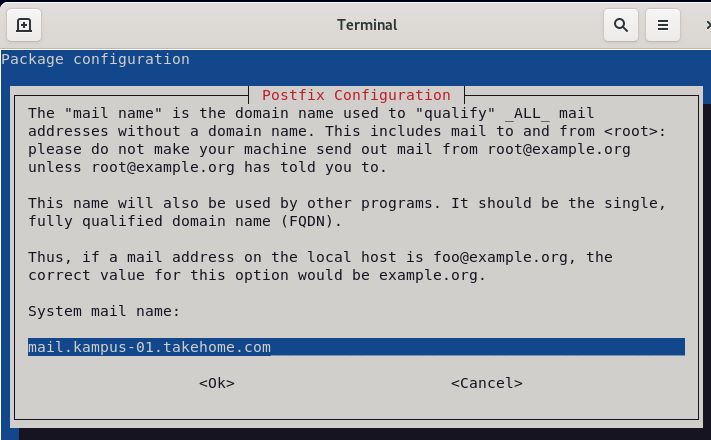 Terminal
Package configuration
Postfix Configuration
The "mail name" is the domain name used to "qualify" _ALL_ mail
addresses without a domain name. This includes mail to and from <root>:
please do not make your machine send out mail from root@example.org
unless root@example.org has told you to.
This name will also be used by other programs. It should be the single,
fully qualified domain name (FQDN).
Thus, if a mail address on the local host is foo@example.org, the
correct value for this option would be example.org.
System mail name:
mail.kampus-01.takehome.com
<Ok> <Cancel>